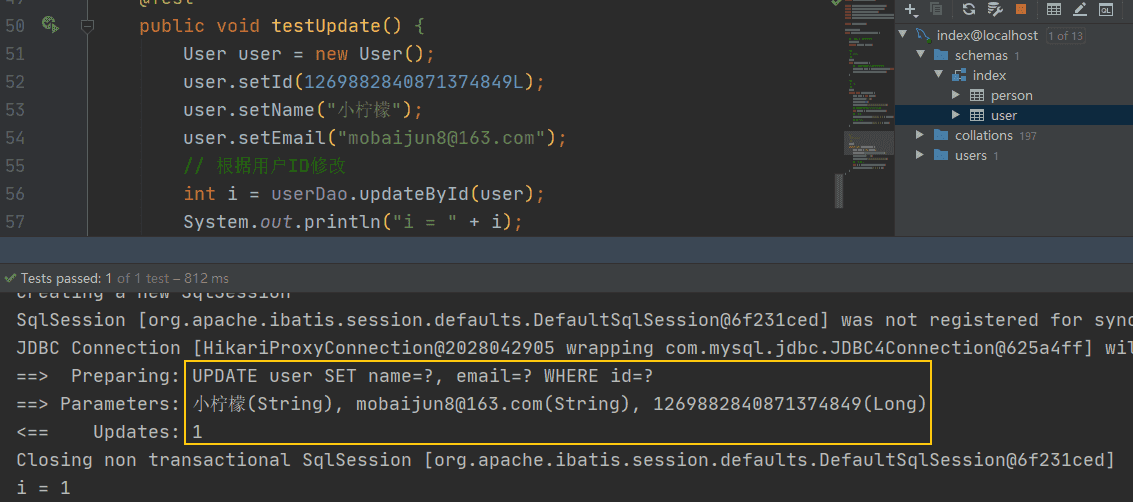 @Test
50 public void testUpdate() {
51 User user = new User();
52 user.setId(1269882840871374849L);
53 user.setName("小柠檬");
54 user.setEmail("mobaijun8@163.com");
55 // 根据用户ID修改
56 int i = userDao.updateById(user);
57 System.out.println("i = " + i);
index@localhost 1 of 13
schemas 1
index
person
user
collations 197
users 1
Tests passed: 1 of 1 test – 812 ms
Creating a new SqlSession
SqlSession [org.apache.ibatis.session.defaults.DefaultSqlSession@6f231ced] was not registered for sync
JDBC Connection [HikariProxyConnection@2028042905 wrapping com.mysql.jdbc.JDBC4Connection@625a4ff] wil
==> Preparing: UPDATE user SET name=?, email=? WHERE id=?
==> Parameters: 小柠檬(String), mobaijun8@163.com(String), 1269882840871374849(Long)
<== Updates: 1
Closing non transactional SqlSession [org.apache.ibatis.session.defaults.DefaultSqlSession@6f231ced]
i = 1